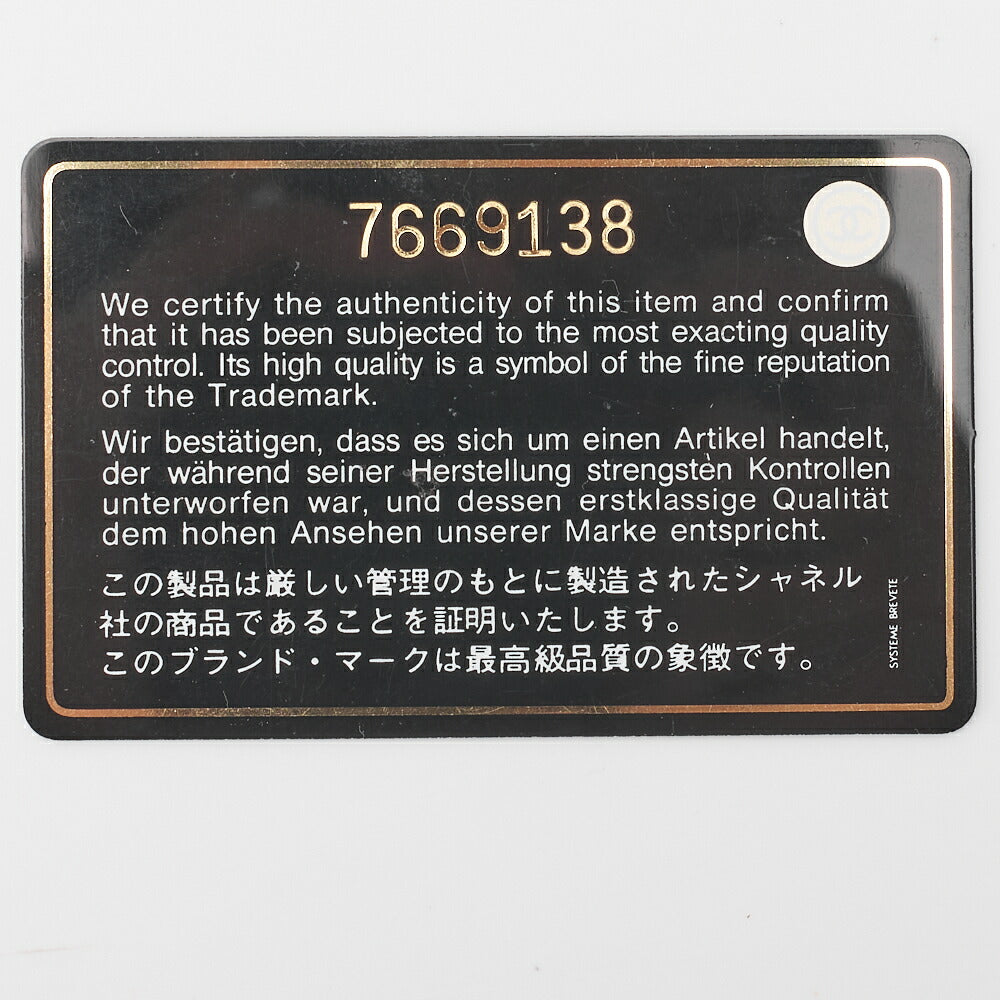 7669138
We certify the authenticity of this item and confirm
that it has been subjected to the most exacting quality
control. Its high quality is a symbol of the fine reputation
of the Trademark.
Wir bestätigen, dass es sich um einen Artikel handelt,
der während seiner Herstellung strengsten Kontrollen
unterworfen war, und dessen erstklassige Qualität
dem hohen Ansehen unserer Marke entspricht.
この製品は厳しい管理のもとに製造されたシャネル
社の商品であることを証明いたします。
このブランド・マークは最高級品質の象徴です。
SYSTEME BREVETE